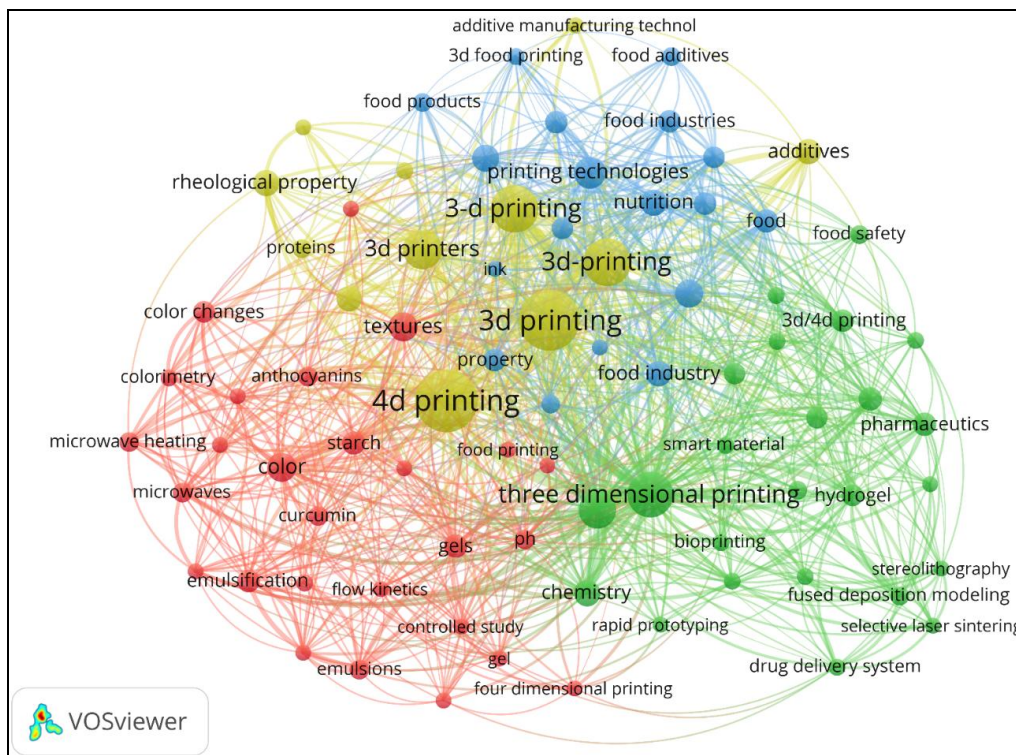 additive manufacturing technol
3d food printing
food additives
food products
food industries
additives
printing technologies
rheological property
nutrition
3-d printing
food
food safety
proteins
3d printers
3d-printing
ink
color changes
textures
3d printing
3d/4d printing
property
food industry
colorimetry
anthocyanins
4d printing
pharmaceutics
microwave heating
starch
food printing
smart material
color
microwaves
three dimensional printing
hydrogel
curcumin
gels
ph
bioprinting
stereolithography
emulsification
flow kinetics
chemistry
fused deposition modeling
controlled study
rapid prototyping
selective laser sintering
emulsions
gel
drug delivery system
four dimensional printing
VOSviewer